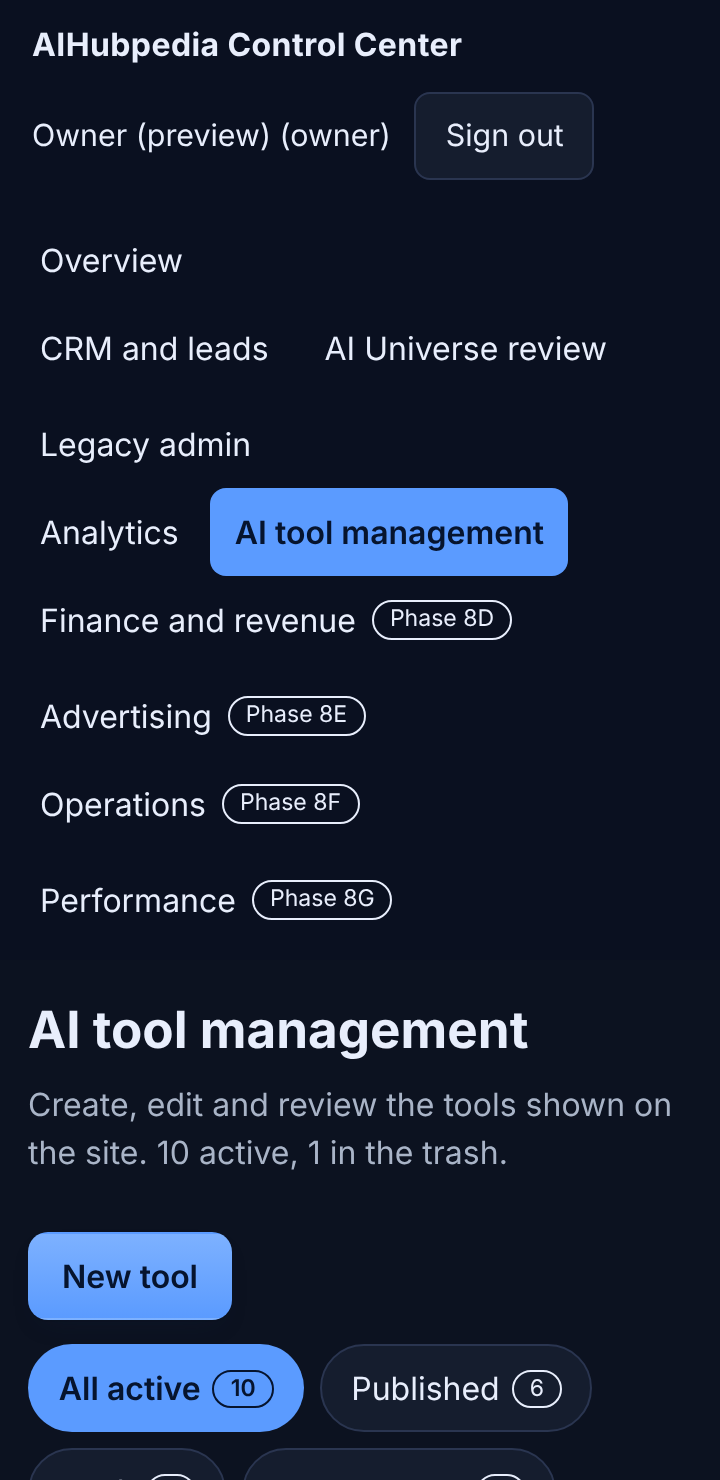 AIHubpedia Control Center
Owner (preview) (owner) Sign out
Overview
CRM and leads AI Universe review
Legacy admin
Analytics AI tool management
Finance and revenue Phase 8D
Advertising Phase 8E
Operations Phase 8F
Performance Phase 8G
AI tool management
Create, edit and review the tools shown on
the site. 10 active, 1 in the trash.
New tool
All active 10 Published 6